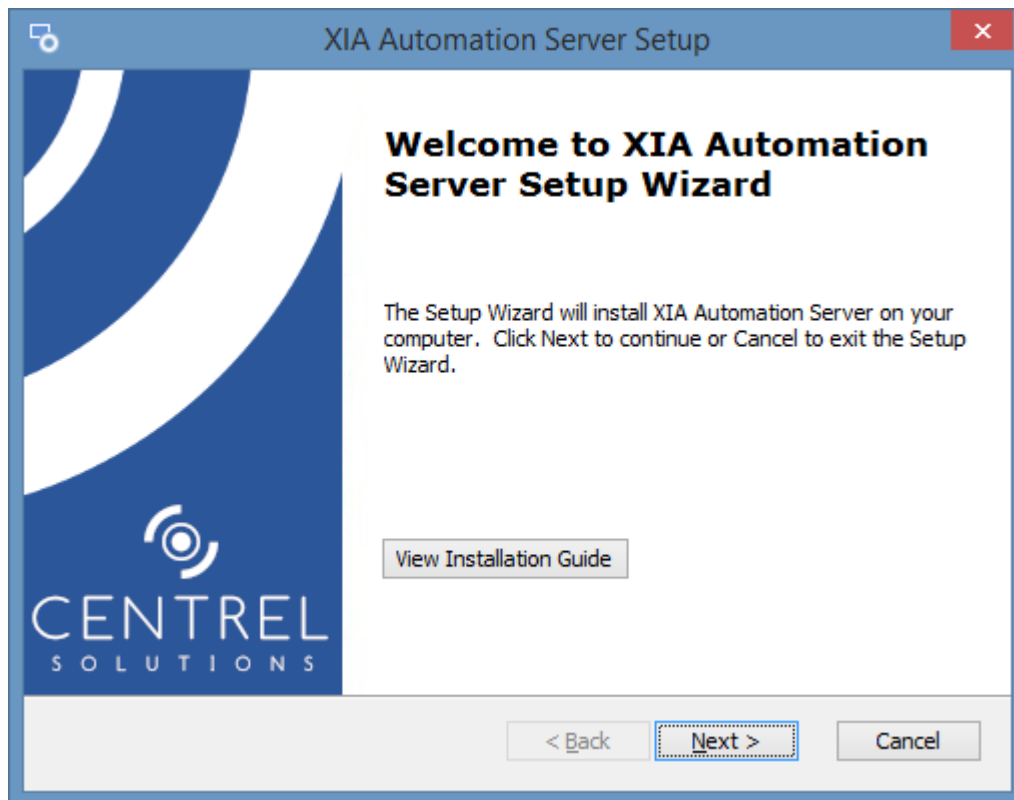 XIA Automation Server Setup
Welcome to XIA Automation
Server Setup Wizard
The Setup Wizard will install XIA Automation Server on your
computer.  Click Next to continue or Cancel to exit the Setup
Wizard.
View Installation Guide
CENTREL
SOLUTIONS
< Back
Next >
Cancel